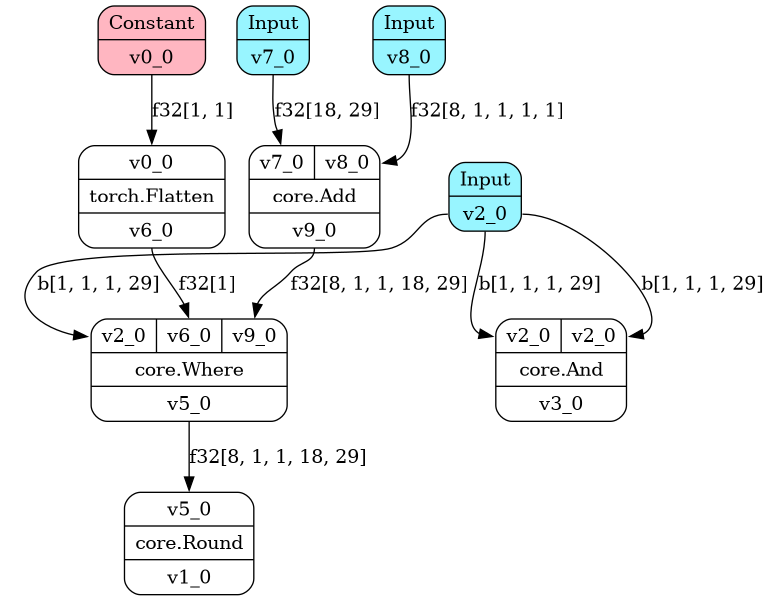 Constant
v0_0
Input
v7_0
Input
v8_0
f32[1, 1]
f32[18, 29]
f32[8, 1, 1, 1, 1]
v0_0
torch.Flatten
v6_0
v7_0 v8_0
core.Add
v9_0
Input
v2_0
b[1, 1, 1, 29]
f32[1]
f32[8, 1, 1, 18, 29]
b[1, 1, 1, 29]
b[1, 1, 1, 29]
v2_0 v6_0 v9_0
core.Where
v5_0
v2_0 v2_0
core.And
v3_0
f32[8, 1, 1, 18, 29]
v5_0
core.Round
v1_0